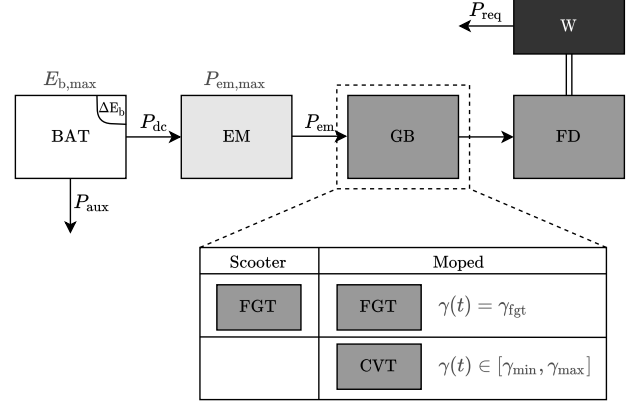 P_req
W
E_b,max
P_em,max
ΔE_b
BAT
P_dc
EM
P_em
GB
FD
P_aux
Scooter Moped
FGT FGT γ(t) = γ_fgt
CVT γ(t) ∈ [γ_min, γ_max]